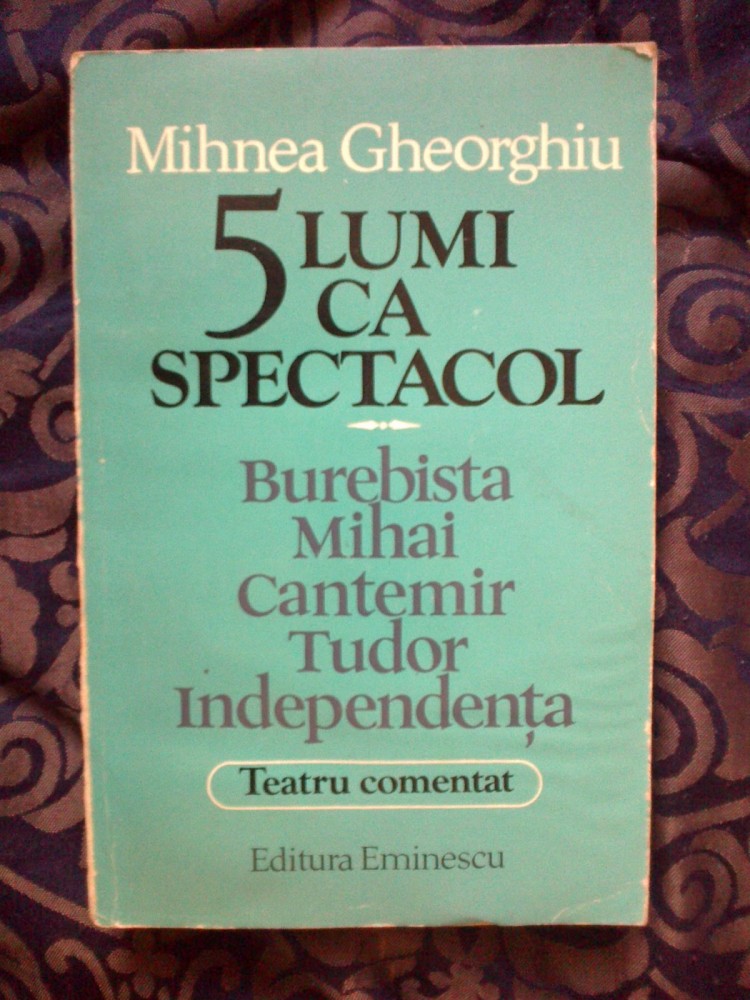 Mihnea Gheorghiu
5 LUMI
CA
SPECTACOL
Burebista
Mihai
Cantemir
Tudor
Independența
Teatru comentat
Editura Eminescu